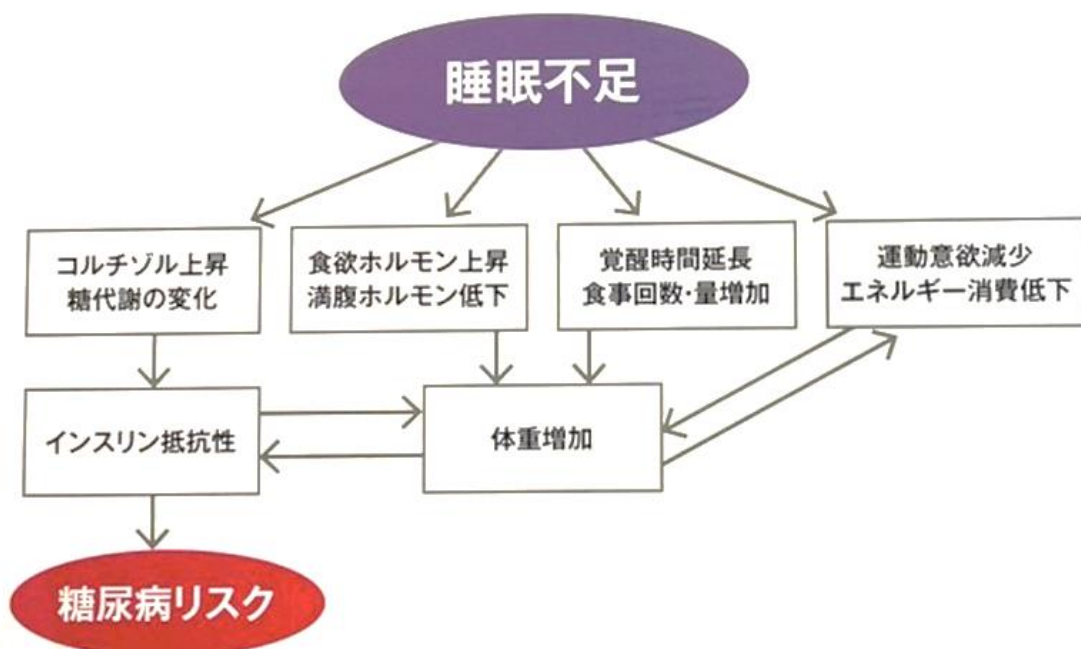 睡眠不足
コルチゾル上昇
糖代謝の変化
食欲ホルモン上昇
満腹ホルモン低下
覚醒時間延長
食事回数・量増加
運動意欲減少
エネルギー消費低下
インスリン抵抗性
体重増加
糖尿病リスク